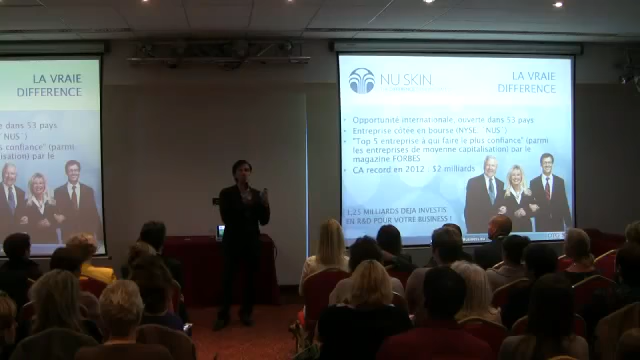 LA VRAIE
DIFFERENCE
dans 53 pays
NUS
confiance" (parmi
lisation) par le
NU SKIN
LA VRAIE
DIFFERENCE
• Opportunité internationale, ouverte dans 53 pays
• Entreprise cotée en bourse (NYSE NUS )
• "Top 5 entreprise à qui faire le plus confiance" (parmi
les entreprises de moyenne capitalisation) par le
magazine FORBES
• CA record en 2012 $2 milliards
1,25 MILLIARDS DEJA INVESTIS
EN R&D POUR VOTRE BUSINESS !